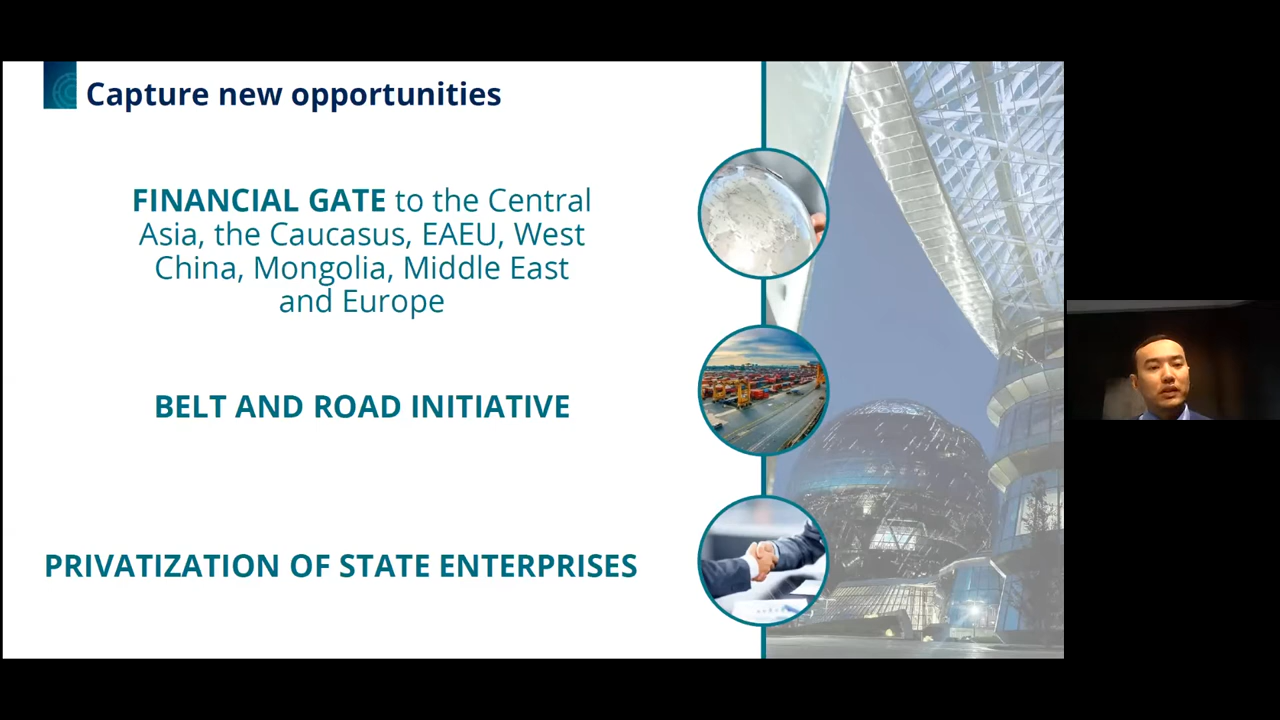 Capture new opportunities
FINANCIAL GATE to the Central
Asia, the Caucasus, EAEU, West
China, Mongolia, Middle East
and Europe
BELT AND ROAD INITIATIVE
PRIVATIZATION OF STATE ENTERPRISES